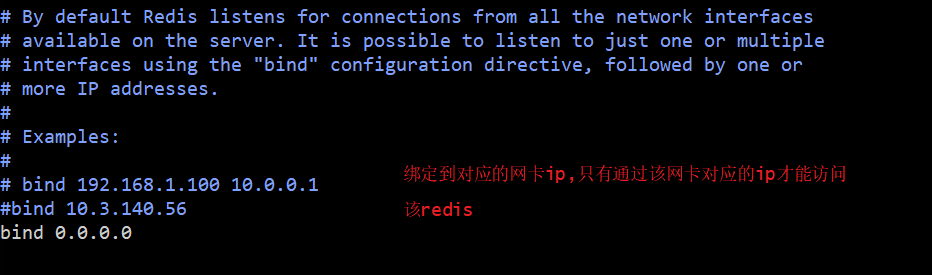 # By default Redis listens for connections from all the network interfaces
# available on the server. It is possible to listen to just one or multiple
# interfaces using the "bind" configuration directive, followed by one or
# more IP addresses.
#
# Examples:
#
# bind 192.168.1.100 10.0.0.1
绑定到对应的网卡ip,只有通过该网卡对应的ip才能访问
#bind 10.3.140.56
该redis
bind 0.0.0.0